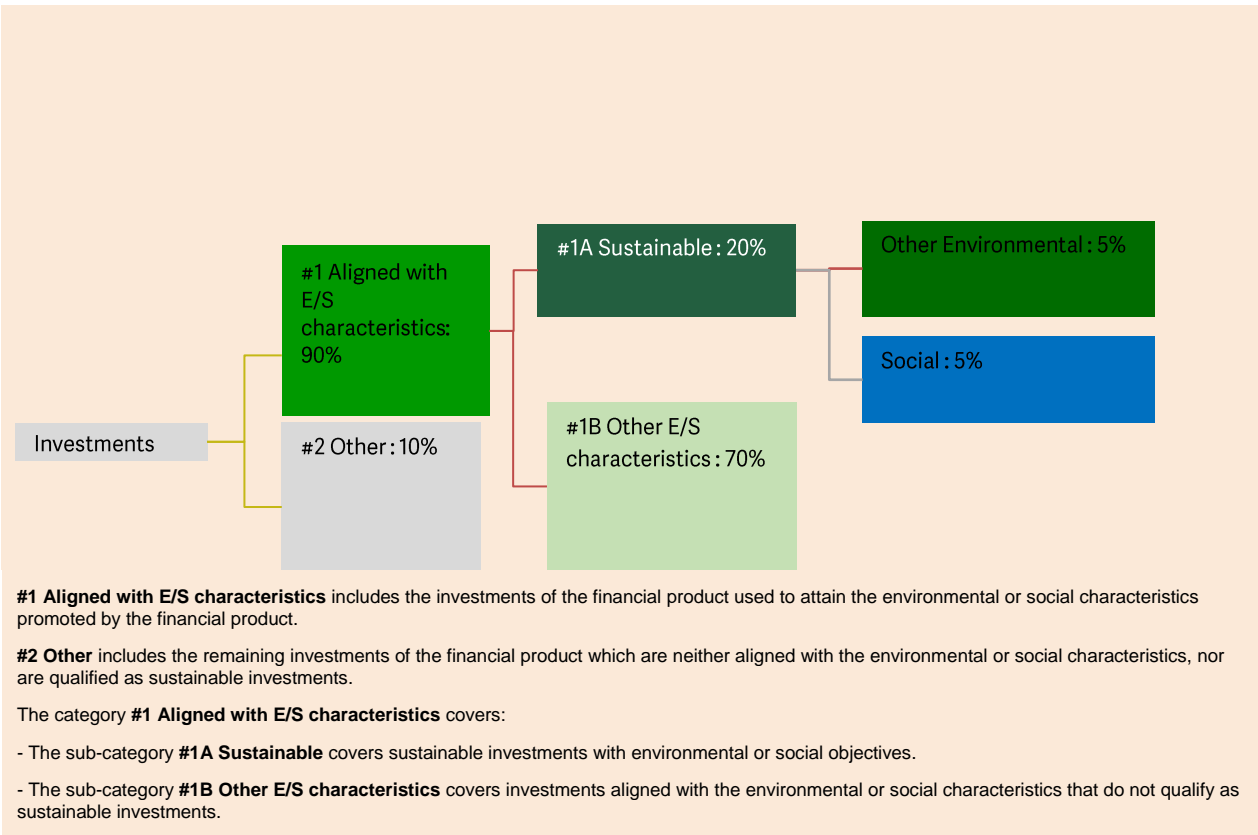 Investments
#1 Aligned with
E/S
characteristics:
90%
#2 Other : 10%
#1A Sustainable : 20%
#1B Other E/S
characteristics : 70%
Other Environmental : 5%
Social : 5%
#1 Aligned with E/S characteristics includes the investments of the financial product used to attain the environmental or social characteristics
promoted by the financial product.
#2 Other includes the remaining investments of the financial product which are neither aligned with the environmental or social characteristics, nor
are qualified as sustainable investments.
The category #1 Aligned with E/S characteristics covers:
- The sub-category #1A Sustainable covers sustainable investments with environmental or social objectives.
- The sub-category #1B Other E/S characteristics covers investments aligned with the environmental or social characteristics that do not qualify as
sustainable investments.